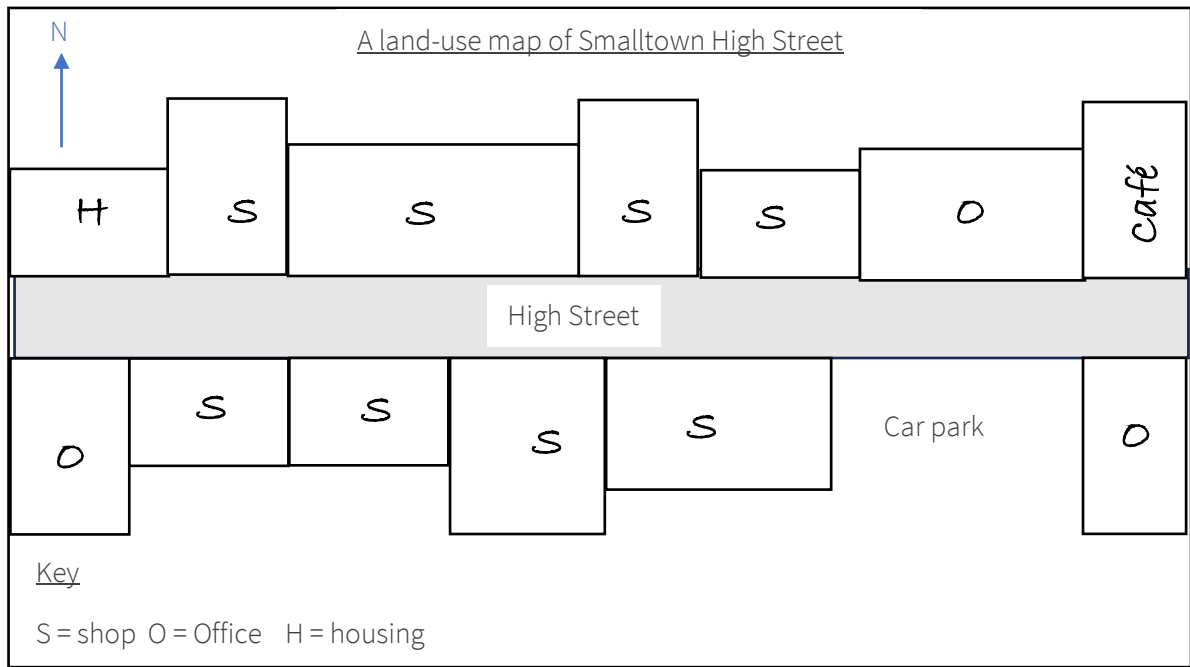 N
A land-use map of Smalltown High Street
H
S
S
S
S
O
café
High Street
O
S
S
S
S
Car park
O
Key
S = shop O = Office H = housing